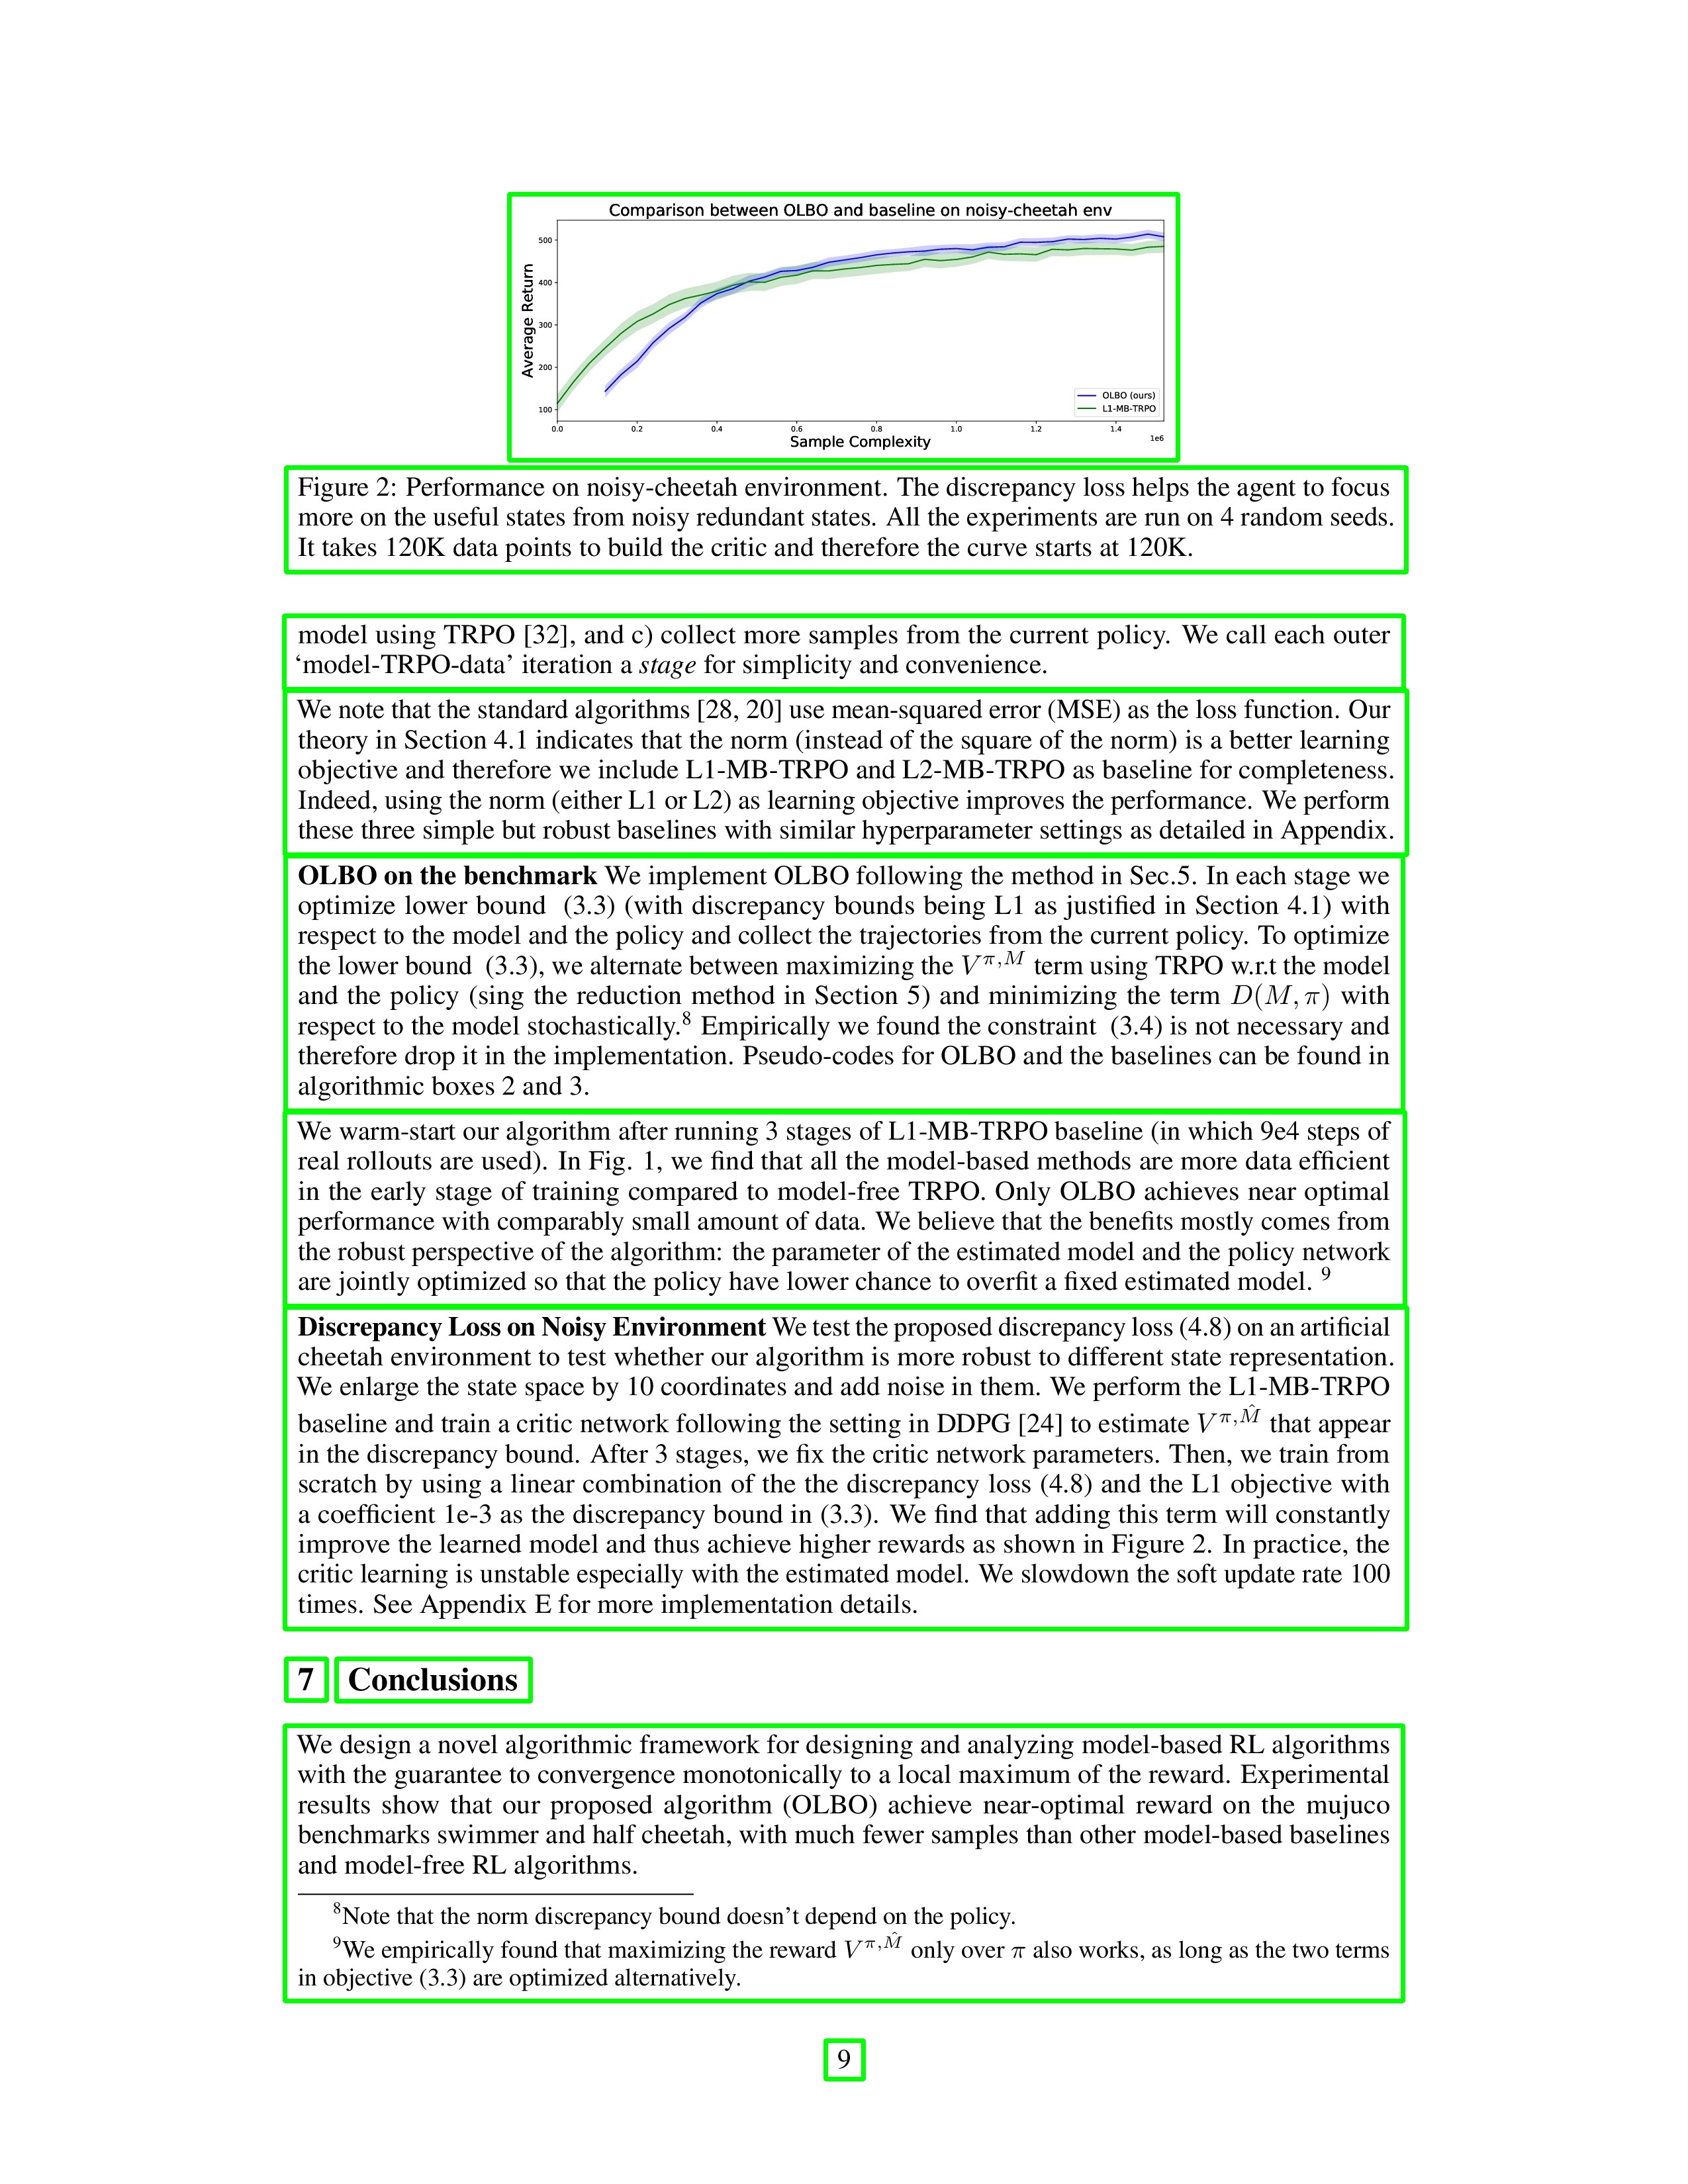 Comparison between OLBO and baseline on noisy-cheetah env
500
400
300
200
100
Average Return
0.0 0.2 0.4 0.6 0.8 1.0 1.2 1.4
1e6
Sample Complexity
OLBO (ours)
L1-MB-TRPO
Figure 2: Performance on noisy-cheetah environment. The discrepancy loss helps the agent to focus
more on the useful states from noisy redundant states. All the experiments are run on 4 random seeds.
It takes 120K data points to build the critic and therefore the curve starts at 120K.
model using TRPO [32], and c) collect more samples from the current policy. We call each outer
‘model-TRPO-data’ iteration a stage for simplicity and convenience.
We note that the standard algorithms [28, 20] use mean-squared error (MSE) as the loss function. Our
theory in Section 4.1 indicates that the norm (instead of the square of the norm) is a better learning
objective and therefore we include L1-MB-TRPO and L2-MB-TRPO as baseline for completeness.
Indeed, using the norm (either L1 or L2) as learning objective improves the performance. We perform
these three simple but robust baselines with similar hyperparameter settings as detailed in Appendix.
OLBO on the benchmark We implement OLBO following the method in Sec.5. In each stage we
optimize lower bound (3.3) (with discrepancy bounds being L1 as justified in Section 4.1) with
respect to the model and the policy and collect the trajectories from the current policy. To optimize
the lower bound (3.3), we alternate between maximizing the $V^{\pi,M}$ term using TRPO w.r.t the model
and the policy (sing the reduction method in Section 5) and minimizing the term $D(M,\pi)$ with
respect to the model stochastically.⁸ Empirically we found the constraint (3.4) is not necessary and
therefore drop it in the implementation. Pseudo-codes for OLBO and the baselines can be found in
algorithmic boxes 2 and 3.
We warm-start our algorithm after running 3 stages of L1-MB-TRPO baseline (in which 9e4 steps of
real rollouts are used). In Fig. 1, we find that all the model-based methods are more data efficient
in the early stage of training compared to model-free TRPO. Only OLBO achieves near optimal
performance with comparably small amount of data. We believe that the benefits mostly comes from
the robust perspective of the algorithm: the parameter of the estimated model and the policy network
are jointly optimized so that the policy have lower chance to overfit a fixed estimated model. ⁹
Discrepancy Loss on Noisy Environment We test the proposed discrepancy loss (4.8) on an artificial
cheetah environment to test whether our algorithm is more robust to different state representation.
We enlarge the state space by 10 coordinates and add noise in them. We perform the L1-MB-TRPO
baseline and train a critic network following the setting in DDPG [24] to estimate $V^{\pi,\hat{M}}$ that appear
in the discrepancy bound. After 3 stages, we fix the critic network parameters. Then, we train from
scratch by using a linear combination of the the discrepancy loss (4.8) and the L1 objective with
a coefficient 1e-3 as the discrepancy bound in (3.3). We find that adding this term will constantly
improve the learned model and thus achieve higher rewards as shown in Figure 2. In practice, the
critic learning is unstable especially with the estimated model. We slowdown the soft update rate 100
times. See Appendix E for more implementation details.
7 Conclusions
We design a novel algorithmic framework for designing and analyzing model-based RL algorithms
with the guarantee to convergence monotonically to a local maximum of the reward. Experimental
results show that our proposed algorithm (OLBO) achieve near-optimal reward on the mujuco
benchmarks swimmer and half cheetah, with much fewer samples than other model-based baselines
and model-free RL algorithms.
⁸Note that the norm discrepancy bound doesn’t depend on the policy.
⁹We empirically found that maximizing the reward $V^{\pi,\hat{M}}$ only over $\pi$ also works, as long as the two terms
in objective (3.3) are optimized alternatively.
9